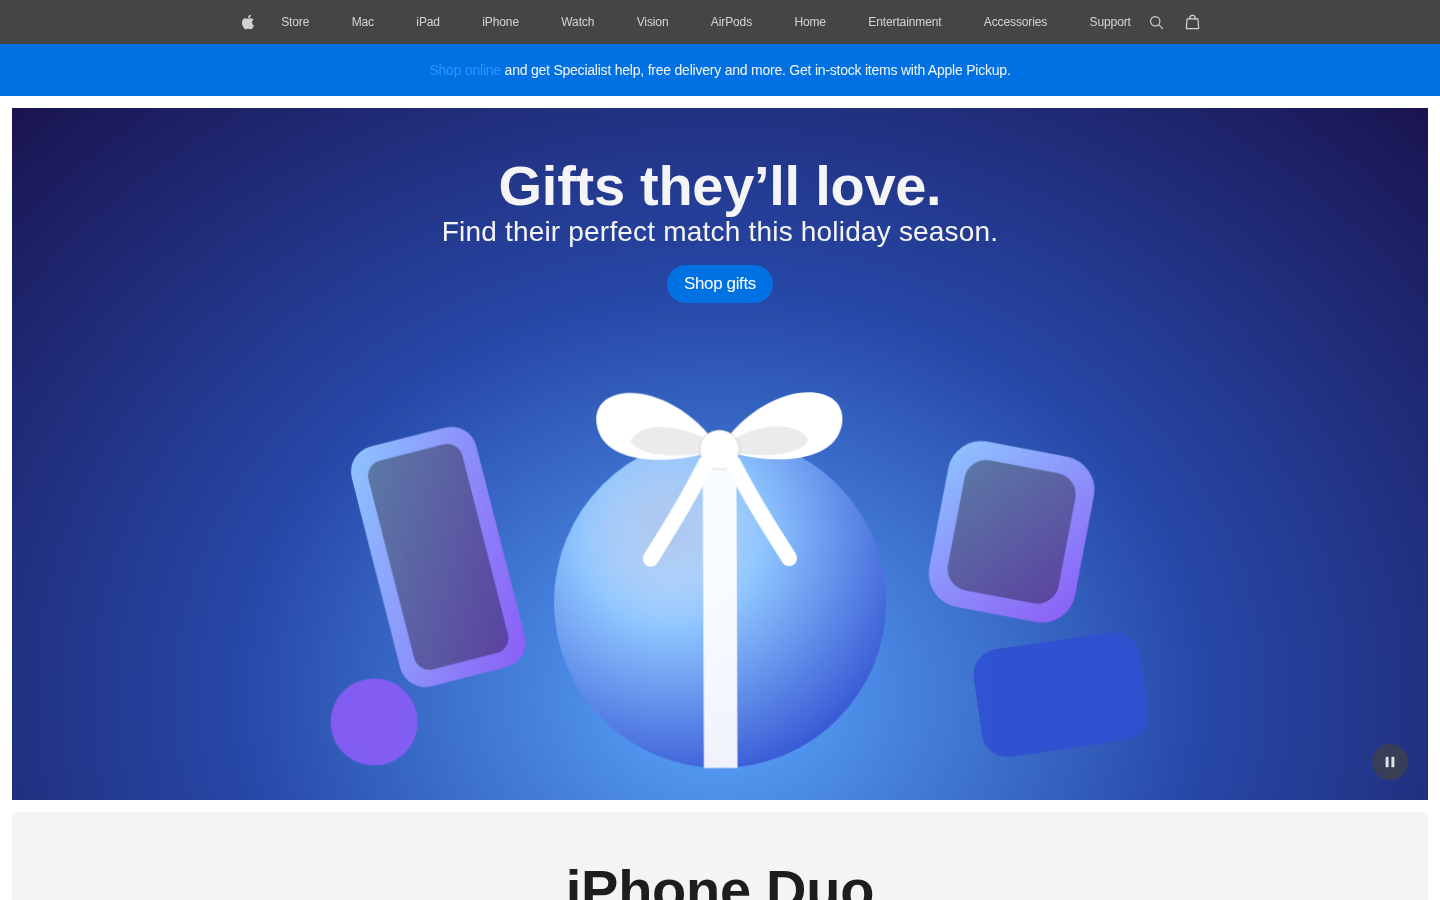 Store Mac iPad iPhone Watch Vision AirPods Home Entertainment Accessories Support
Shop online and get Specialist help, free delivery and more. Get in-stock items with Apple Pickup.
Gifts they’ll love.
Find their perfect match this holiday season.
Shop gifts
iPhone Duo